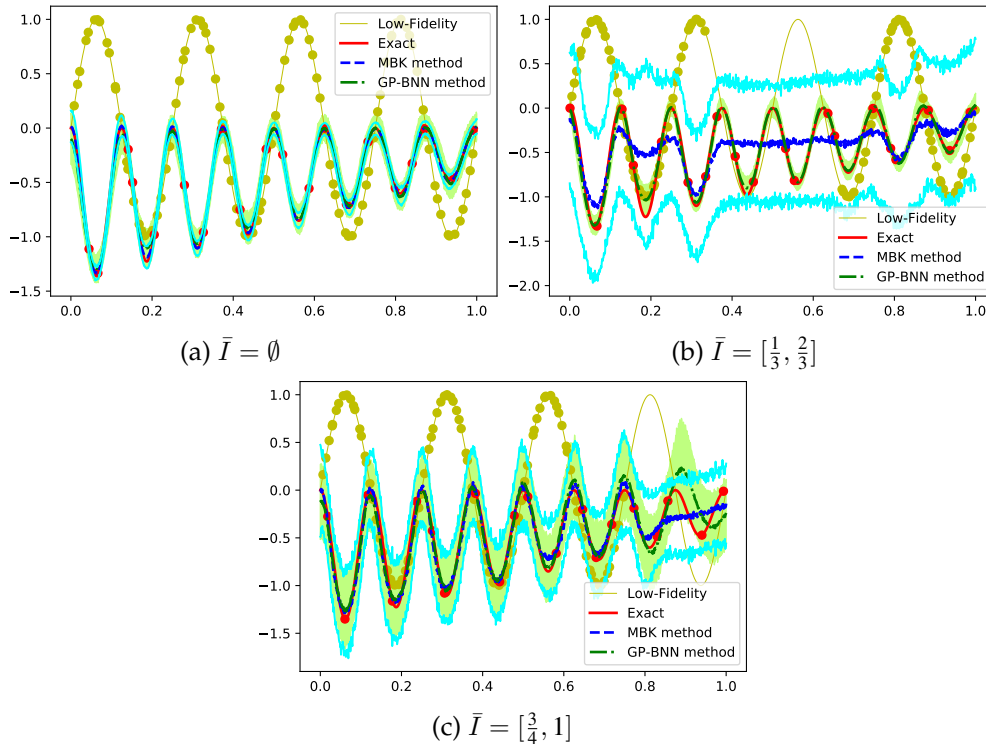 1.0
0.5
0.0
−0.5
−1.0
−1.5
0.0 0.2 0.4 0.6 0.8 1.0
Low-Fidelity
Exact
MBK method
GP-BNN method
(a) Ī = ∅
1.0
0.5
0.0
−0.5
−1.0
−1.5
−2.0
0.0 0.2 0.4 0.6 0.8 1.0
Low-Fidelity
Exact
MBK method
GP-BNN method
(b) Ī = [1/3, 2/3]
1.0
0.5
0.0
−0.5
−1.0
−1.5
0.0 0.2 0.4 0.6 0.8 1.0
Low-Fidelity
Exact
MBK method
GP-BNN method
(c) Ī = [3/4, 1]